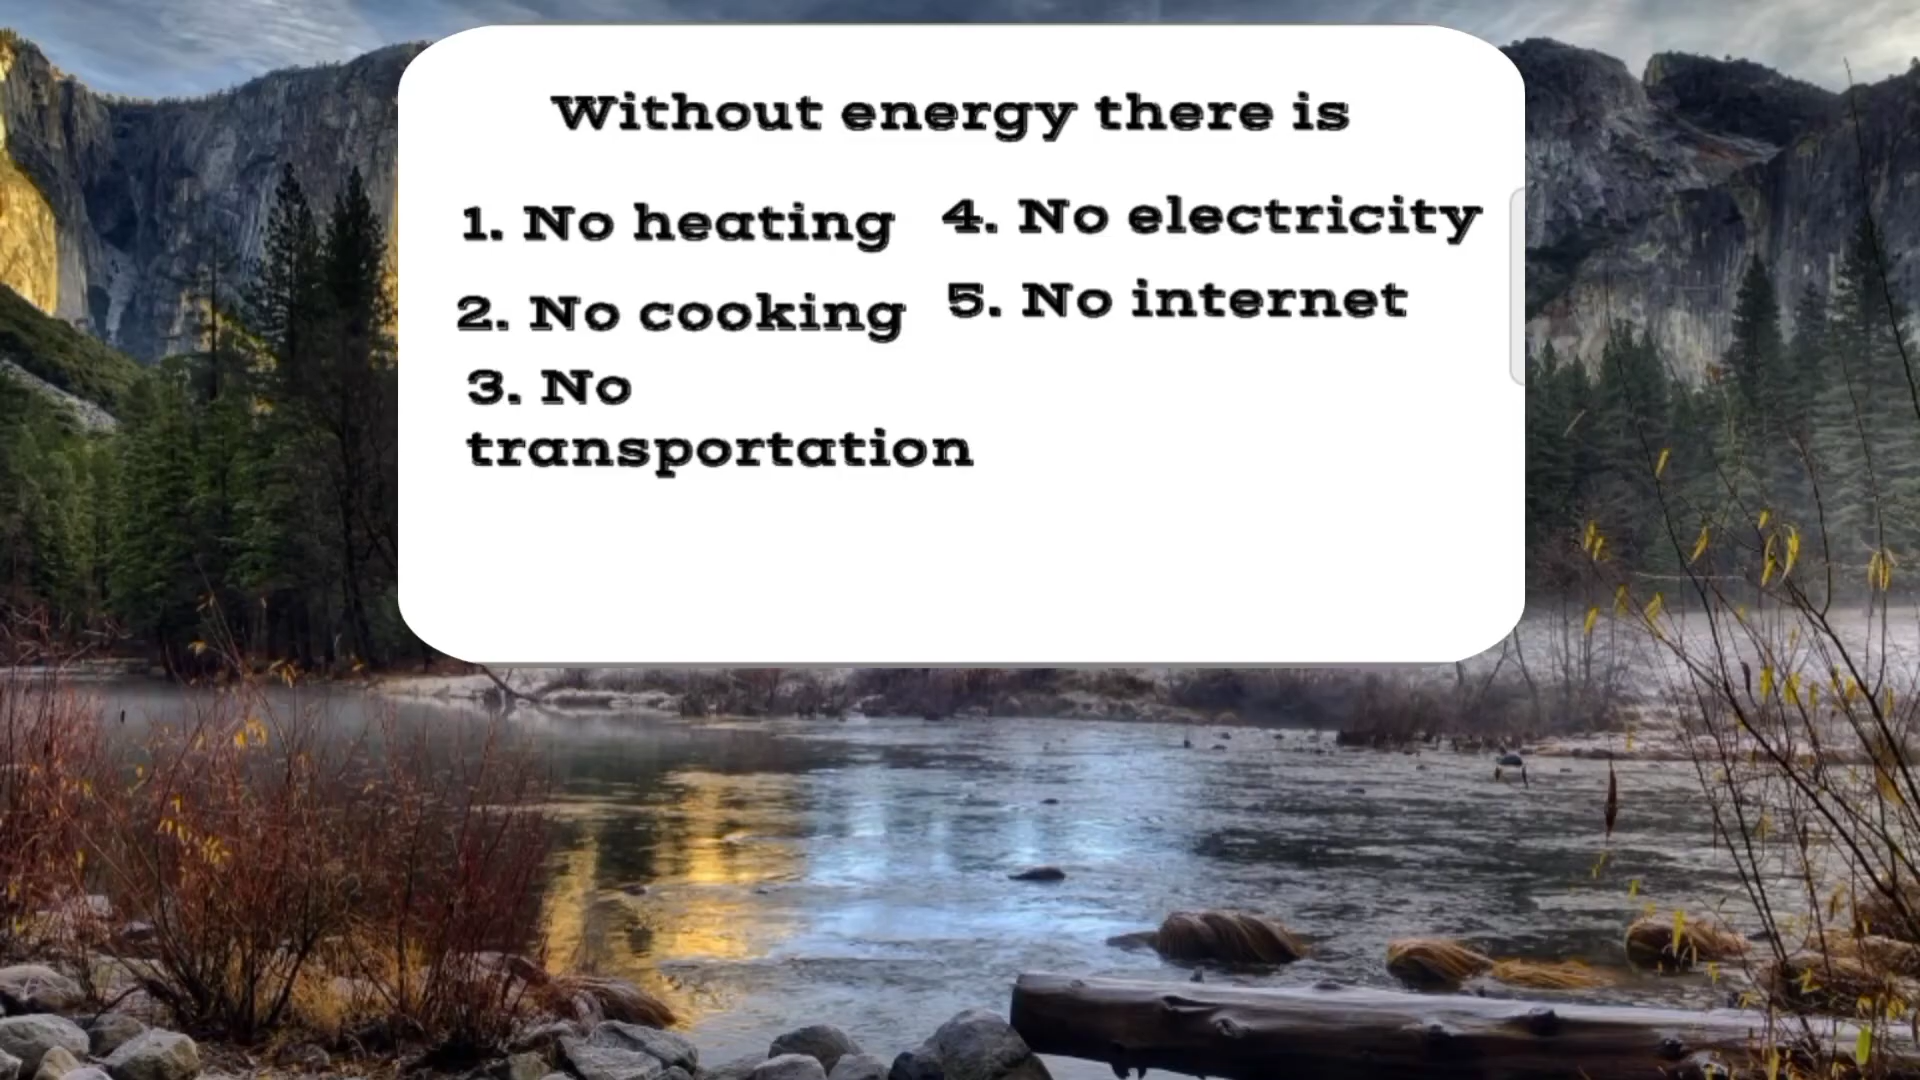 Without energy there is
1. No heating
2. No cooking
3. No
transportation
4. No electricity
5. No internet